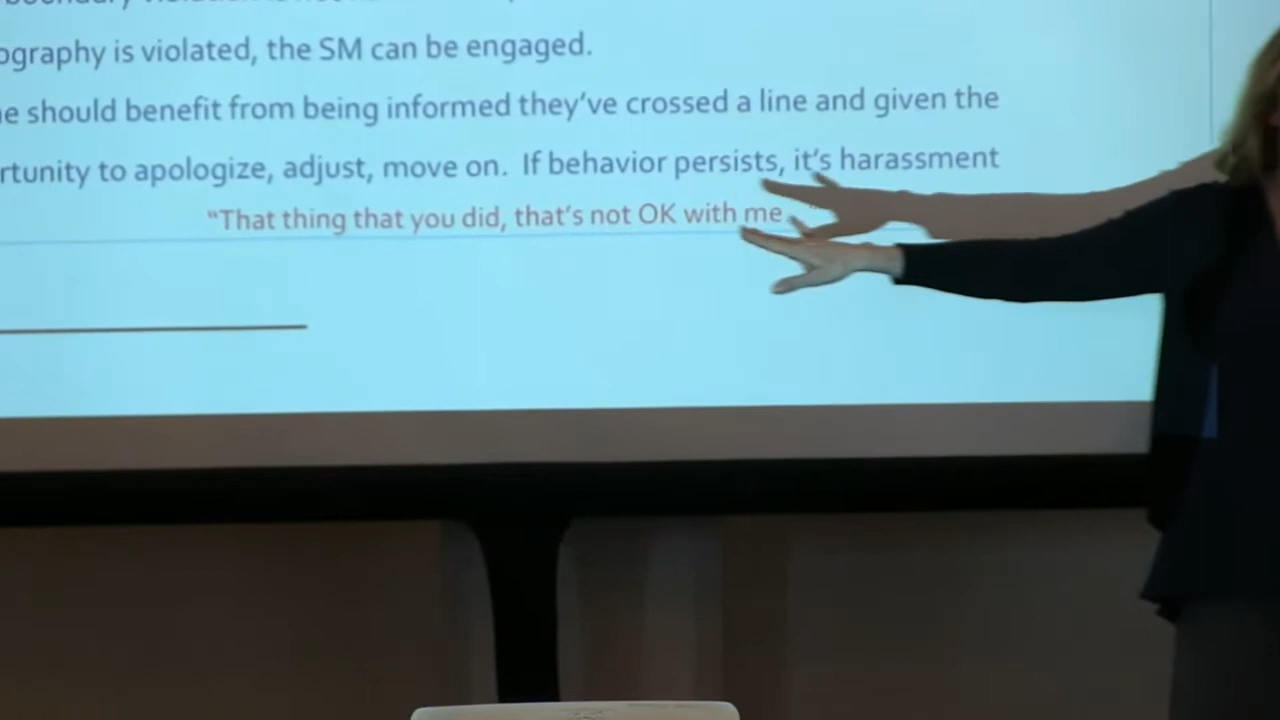 ography is violated, the SM can be engaged.
e should benefit from being informed they've crossed a line and given the
rtunity to apologize, adjust, move on. If behavior persists, it's harassment
"That thing that you did, that's not OK with me